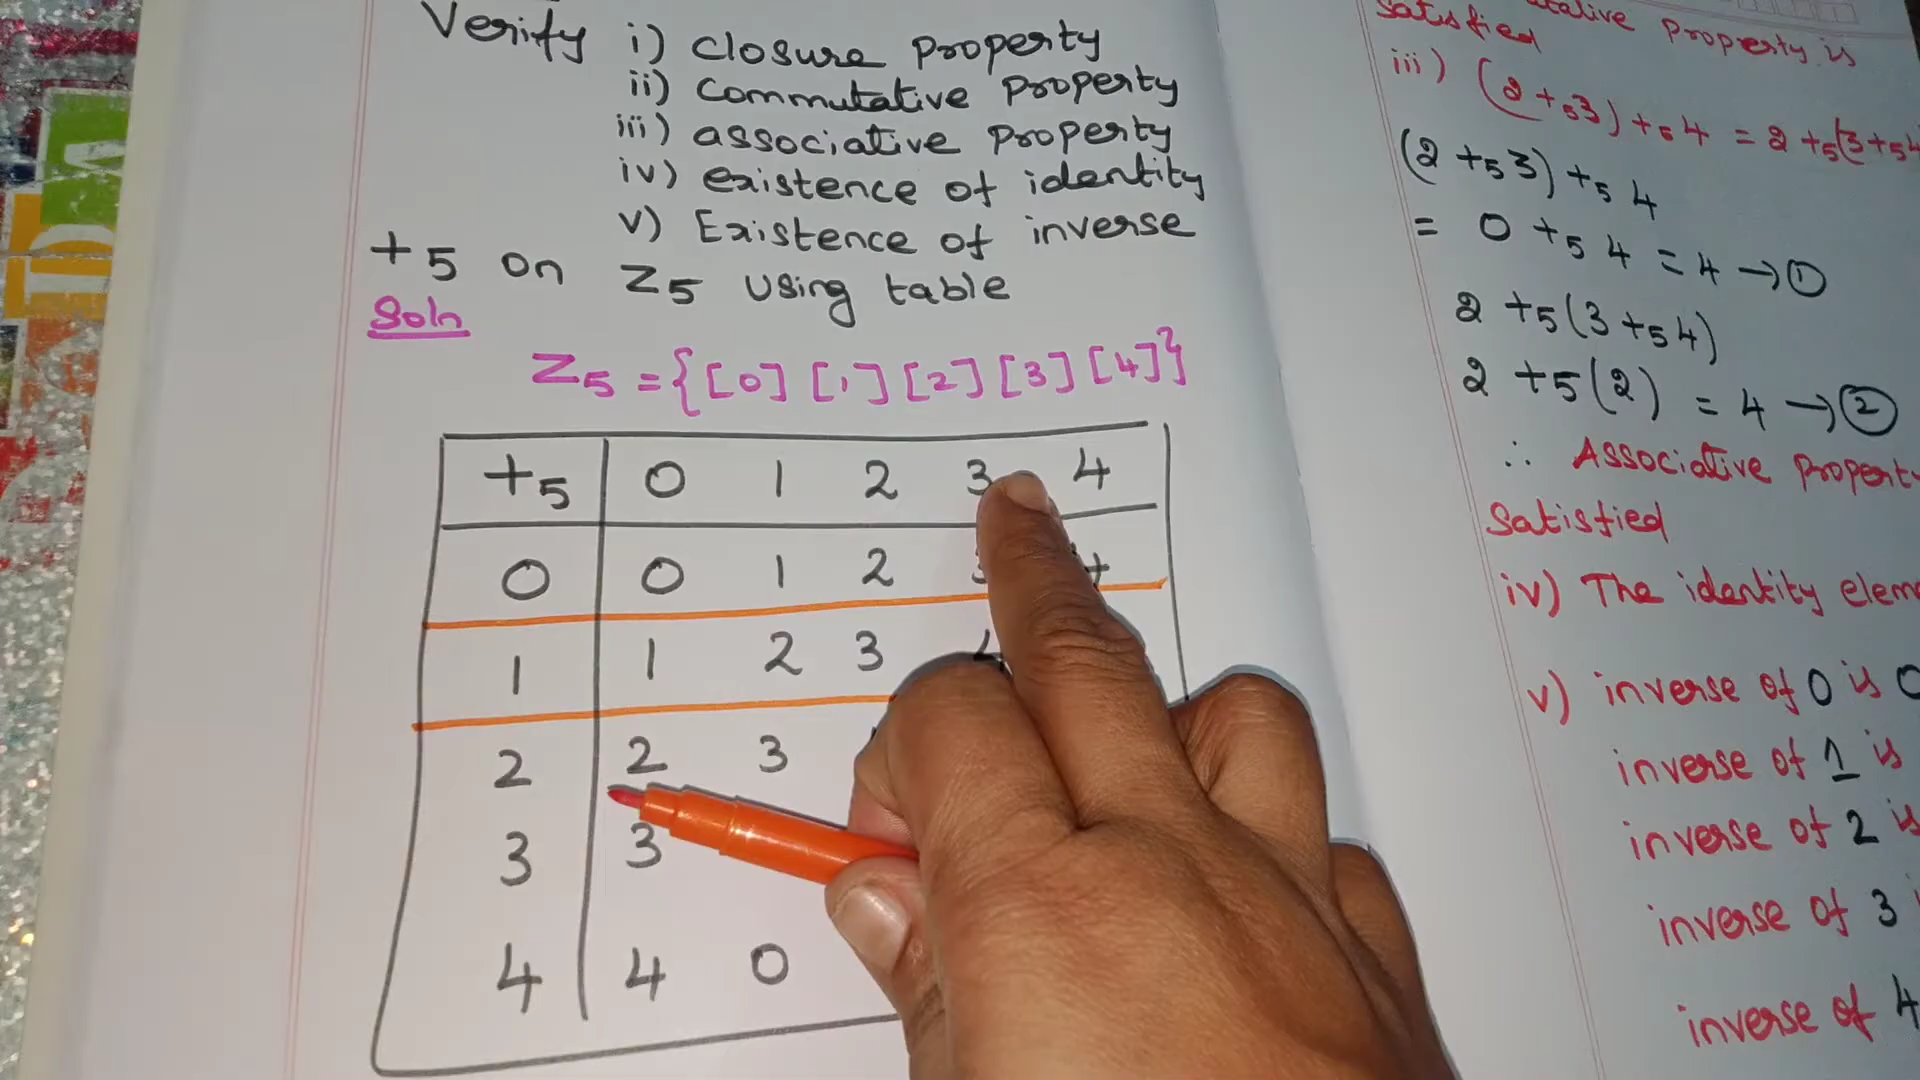 Verify i) closure property
ii) commutative property
iii) associative property
iv) existence of identity
v) Existence of inverse
+5 on Z5 using table
Soln
Z5 = {[0] [1] [2] [3] [4]}
+5 0 1 2 3 4
0 0 1 2
1 1 2 3 4
2 2 3
3 3
4 4 0
property is
satisfied
iii) (2 +5 3) +5 4 = 2 +5 (3 +5 4
(2 +5 3) +5 4
= 0 +5 4 = 4 → ①
2 +5 (3 +5 4)
2 +5 (2) = 4 → ②
∴ Associative
satisfied
iv) The identity
v) inverse of 0 is 0
inverse of 1 is
inverse of 2 is
inverse of 3
inverse of 4